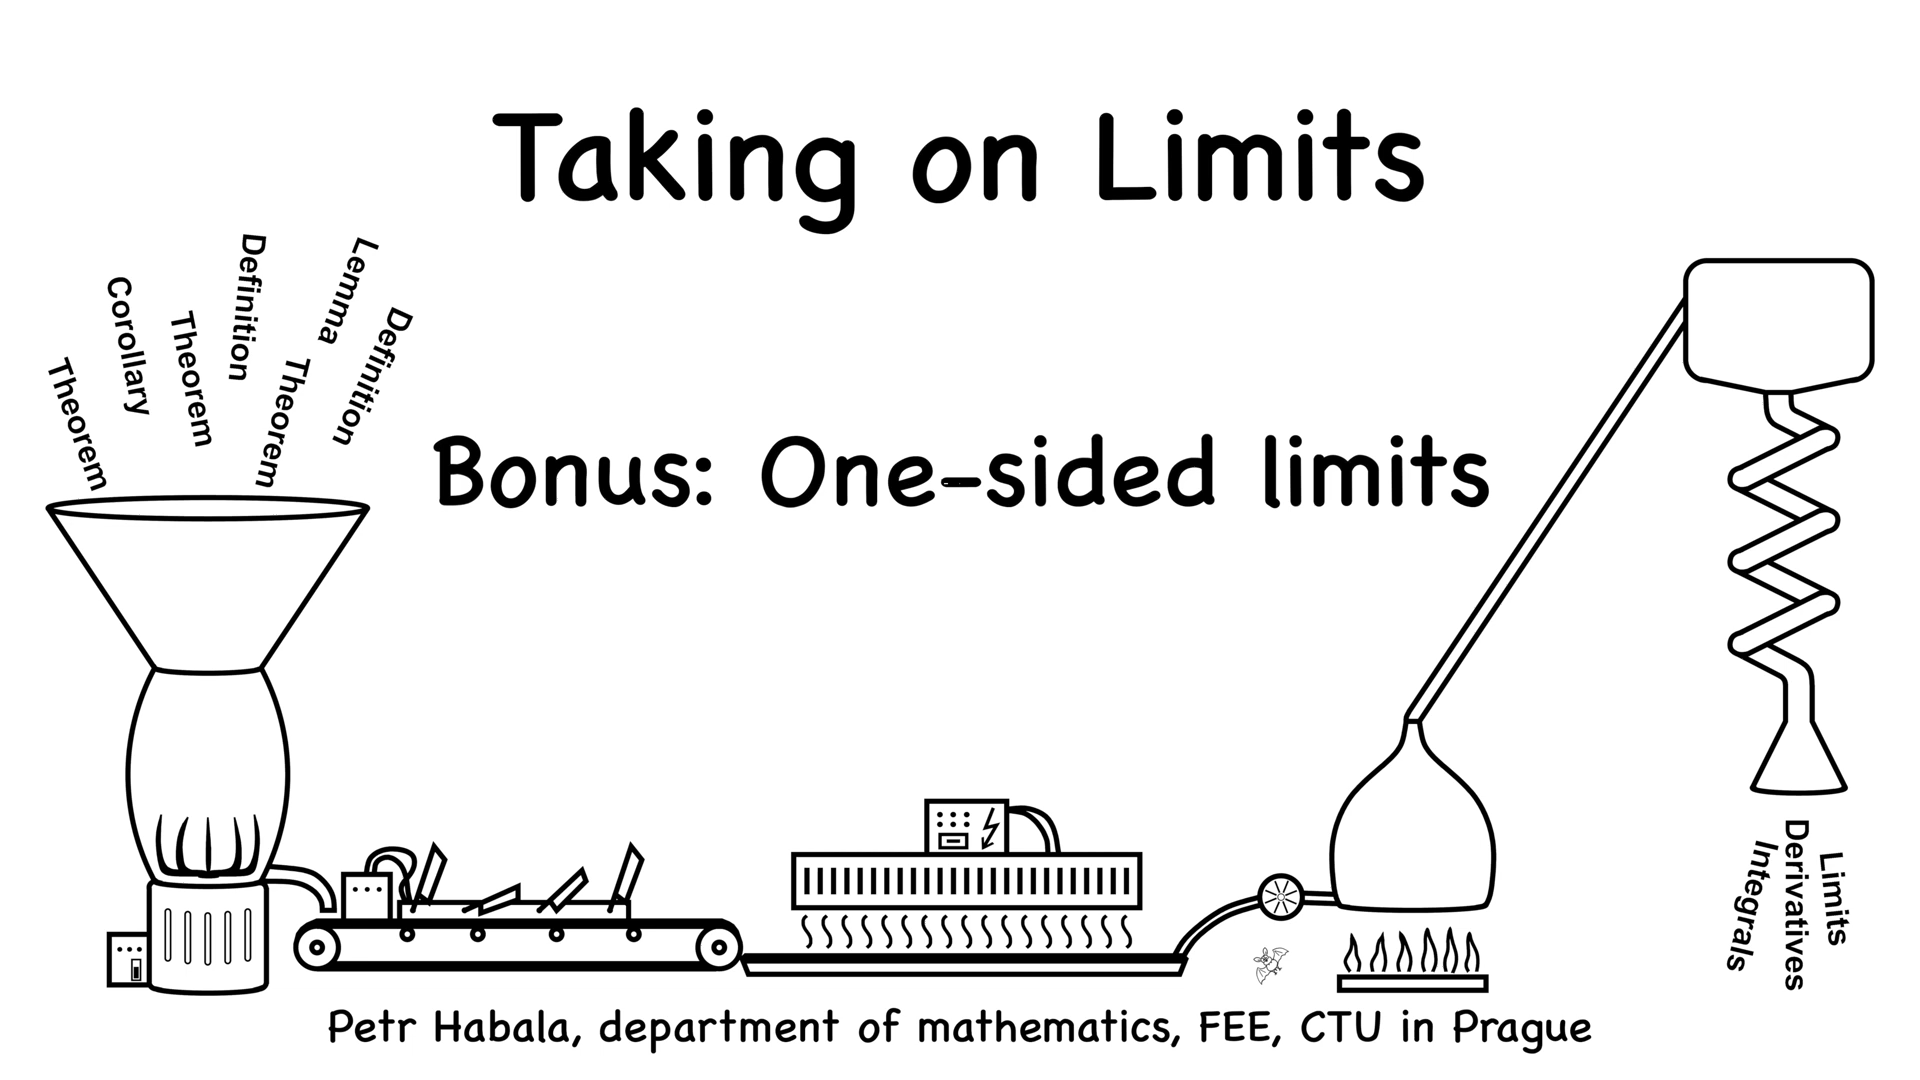 Taking on Limits
Lemma
Definition
Corollary
Definition
Theorem
Theorem
Theorem
Bonus: One-sided limits
Limits
Derivatives
Integrals
Petr Habala, department of mathematics, FEE, CTU in Prague